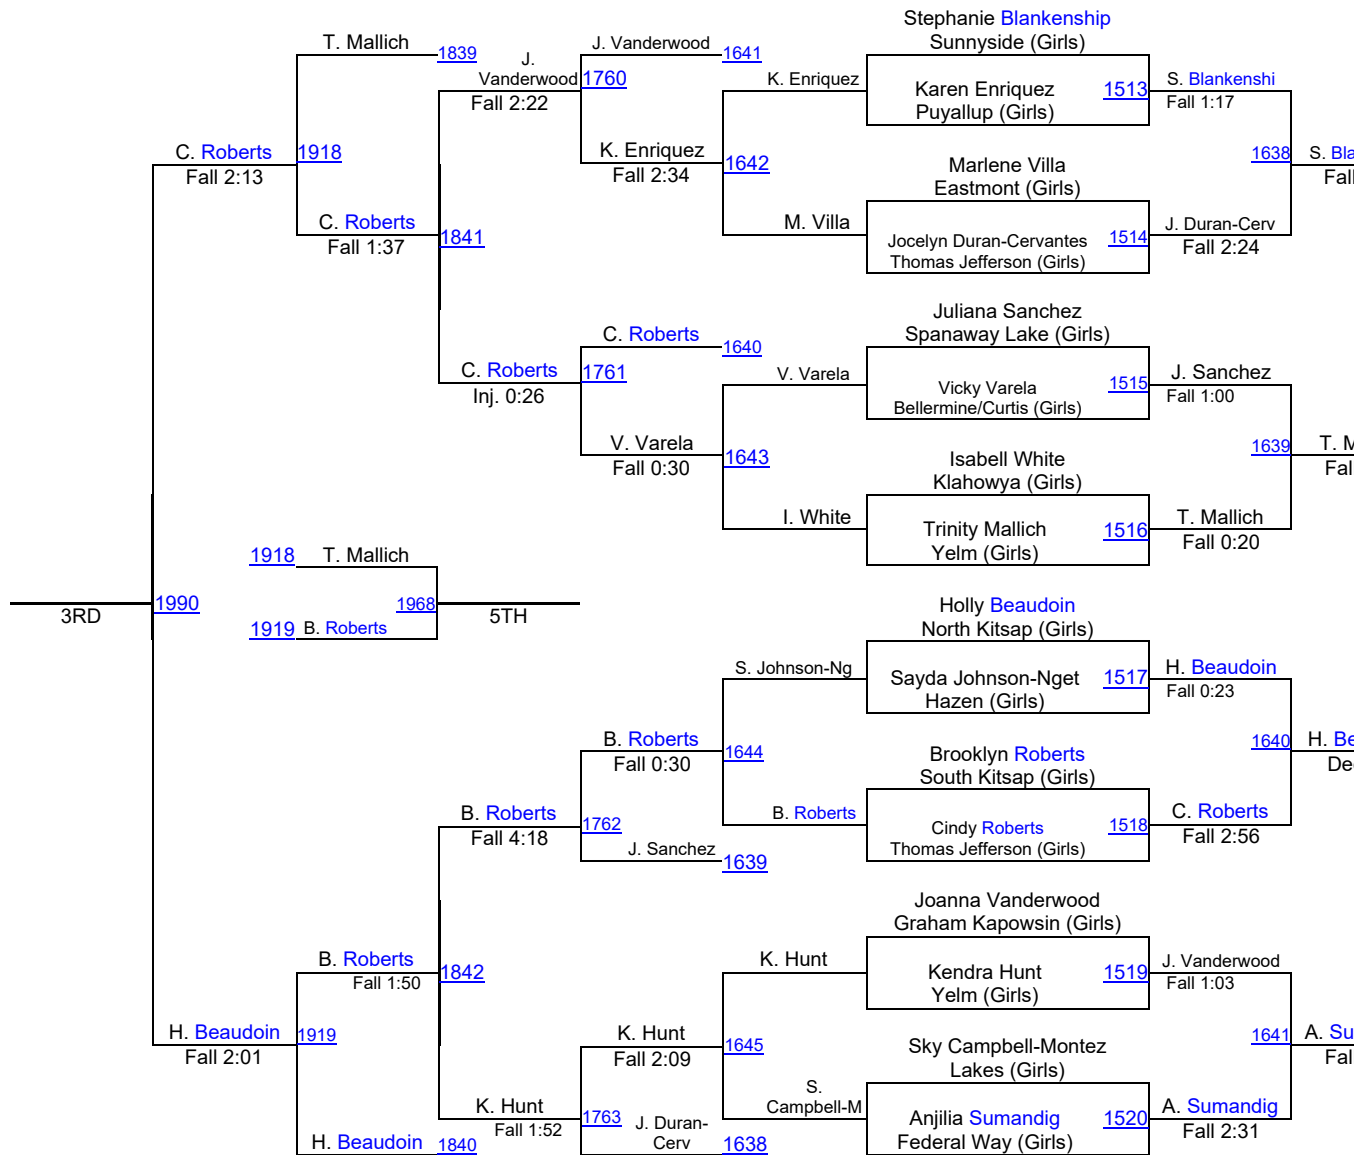 Stephanie Blankenship
Sunnyside (Girls)
T. Mallich
1839
J.
Vanderwood
Fall 2:22
J. Vanderwood
1641
1760
K. Enriquez
Karen Enriquez
Puyallup (Girls)
1513
S. Blankenshi
Fall 1:17
C. Roberts
Fall 2:13
1918
K. Enriquez
Fall 2:34
1642
Marlene Villa
Eastmont (Girls)
1638
S. Bla
Fall
C. Roberts
Fall 1:37
1841
M. Villa
Jocelyn Duran-Cervantes
Thomas Jefferson (Girls)
1514
J. Duran-Cerv
Fall 2:24
Juliana Sanchez
Spanaway Lake (Girls)
C. Roberts
1640
C. Roberts
Inj. 0:26
1761
V. Varela
Vicky Varela
Bellermine/Curtis (Girls)
1515
J. Sanchez
Fall 1:00
V. Varela
Fall 0:30
1643
Isabell White
Klahowya (Girls)
1639
T. M
Fal
I. White
Trinity Mallich
Yelm (Girls)
1516
T. Mallich
Fall 0:20
1918
T. Mallich
3RD
1990
1968
5TH
1919
B. Roberts
Holly Beaudoin
North Kitsap (Girls)
S. Johnson-Ng
Sayda Johnson-Nget
Hazen (Girls)
1517
H. Beaudoin
Fall 0:23
B. Roberts
Fall 0:30
1644
Brooklyn Roberts
South Kitsap (Girls)
1640
H. Be
De
B. Roberts
Fall 4:18
1762
B. Roberts
Cindy Roberts
Thomas Jefferson (Girls)
1518
C. Roberts
Fall 2:56
J. Sanchez
1639
Joanna Vanderwood
Graham Kapowsin (Girls)
B. Roberts
Fall 1:50
1842
K. Hunt
Kendra Hunt
Yelm (Girls)
1519
J. Vanderwood
Fall 1:03
H. Beaudoin
Fall 2:01
1919
K. Hunt
Fall 2:09
1645
Sky Campbell-Montez
Lakes (Girls)
1641
A. Su
Fal
K. Hunt
Fall 1:52
1763
S.
Campbell-M
Anjilia Sumandig
Federal Way (Girls)
1520
A. Sumandig
Fall 2:31
H. Beaudoin
1840
J. Duran-
Cerv
1638